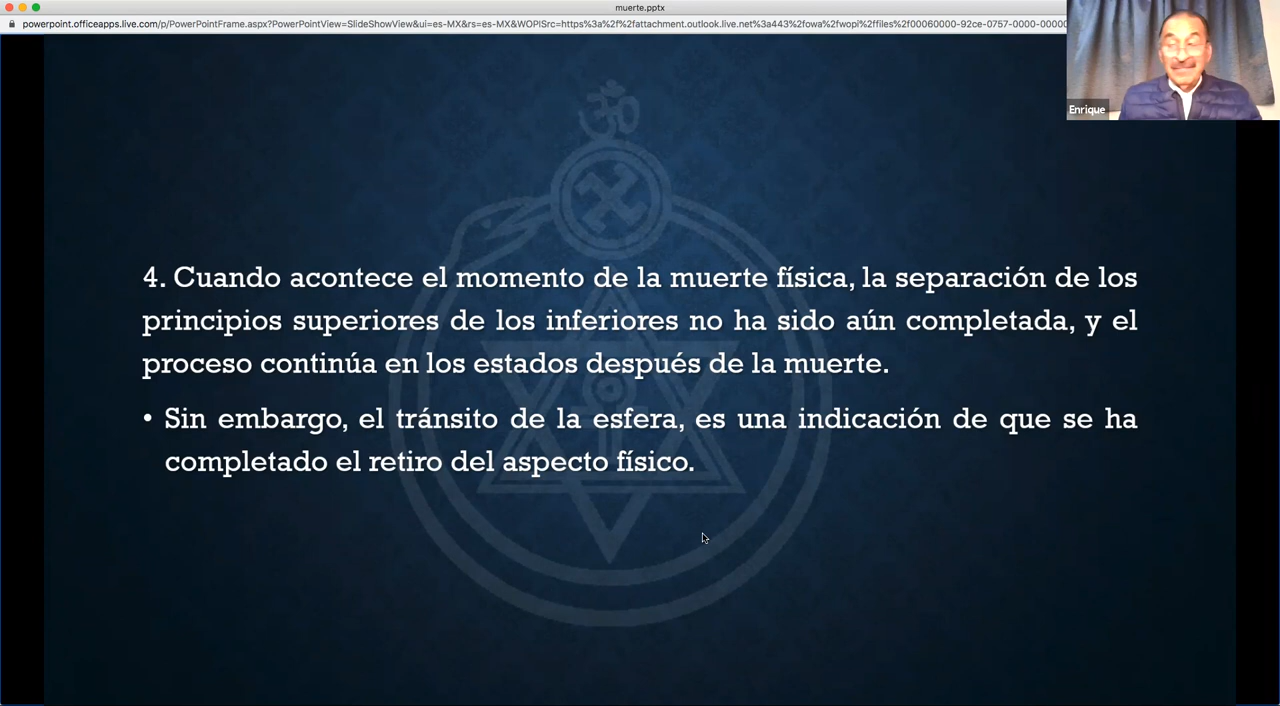 muerte.pptx
powerpoint.officeapps.live.com/p/PowerPointFrame.aspx?PowerPointView=SlideShowView&ui=es-MX&rs=es-MX&WOPISrc=https%3a%2f%2fattachment.outlook.live.net%3a443%2fowa%2fwopi%2ffiles%2f00060000-92ce-0757-0000-00000
Enrique
ॐ
4. Cuando acontece el momento de la muerte física, la separación de los
principios superiores de los inferiores no ha sido aún completada, y el
proceso continúa en los estados después de la muerte.
• Sin embargo, el tránsito de la esfera, es una indicación de que se ha
completado el retiro del aspecto físico.